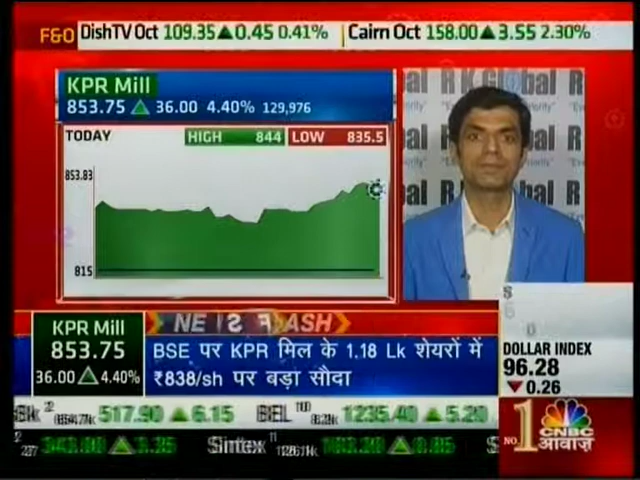 F&O DishTV Oct 109.35▲0.45 0.41% Cairn Oct 158.00▲3.55 2.30%
KPR Mill
853.75 ▲ 36.00 4.40% 129,976
TODAY HIGH 844 LOW 835.5
853.83
815
KPR MILL
853.75
36.00 ▲ 4.40%
BSE पर KPR मिल के 1.18 Lk शेयरों में
₹838/sh पर बड़ा सौदा
DOLLAR INDEX
96.28
▼0.26
517.90 ▲ 6.15 BEL 1235.40 ▲ 5.20
Sintex
NO. 1 CNBC
आवाज़